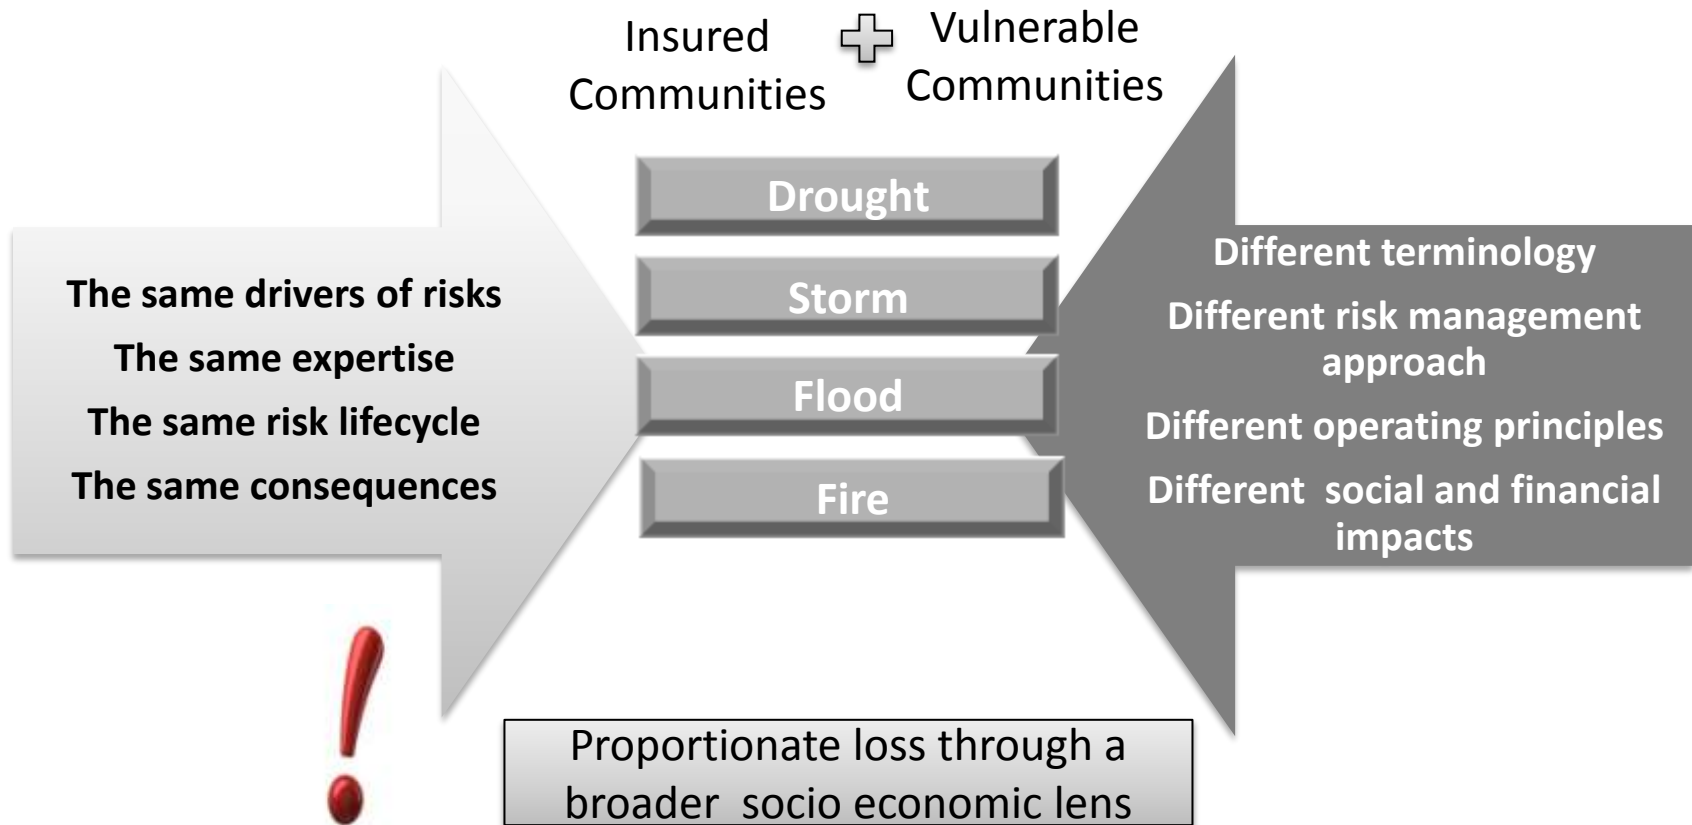 Insured
Communities
Vulnerable
Communities
The same drivers of risks
The same expertise
The same risk lifecycle
The same consequences
Drought
Storm
Flood
Fire
Different terminology
Different risk management
approach
Different operating principles
Different  social and financial
impacts
Proportionate loss through a
broader  socio economic lens